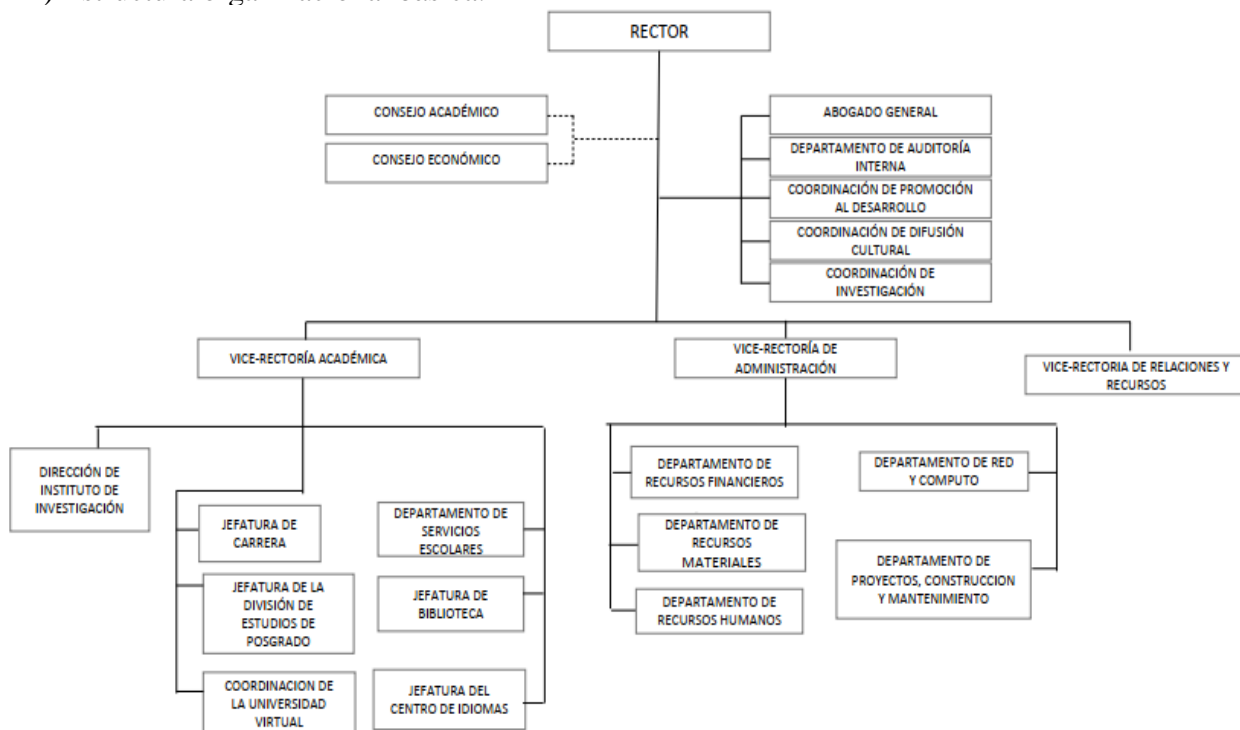 RECTOR
CONSEJO ACADÉMICO
CONSEJO ECONÓMICO
ABOGADO GENERAL
DEPARTAMENTO DE AUDITORÍA
INTERNA
COORDINACIÓN DE PROMOCIÓN
AL DESARROLLO
COORDINACIÓN DE DIFUSIÓN
CULTURAL
COORDINACIÓN DE
INVESTIGACIÓN
VICE-RECTORÍA ACADÉMICA
VICE-RECTORÍA DE
ADMINISTRACIÓN
VICE-RECTORIA DE RELACIONES Y
RECURSOS
DIRECCIÓN DE
INSTITUTO DE
INVESTIGACIÓN
JEFATURA DE
CARRERA
JEFATURA DE LA
DIVISIÓN DE
ESTUDIOS DE
POSGRADO
COORDINACION DE
LA UNIVERSIDAD
VIRTUAL
DEPARTAMENTO DE
SERVICIOS
ESCOLARES
JEFATURA DE
BIBLIOTECA
JEFATURA DEL
CENTRO DE IDIOMAS
DEPARTAMENTO DE
RECURSOS FINANCIEROS
DEPARTAMENTO DE
RECURSOS
MATERIALES
DEPARTAMENTO DE
RECURSOS HUMANOS
DEPARTAMENTO DE RED
Y COMPUTO
DEPARTAMENTO DE
PROYECTOS, CONSTRUCCION
Y MANTENIMIENTO